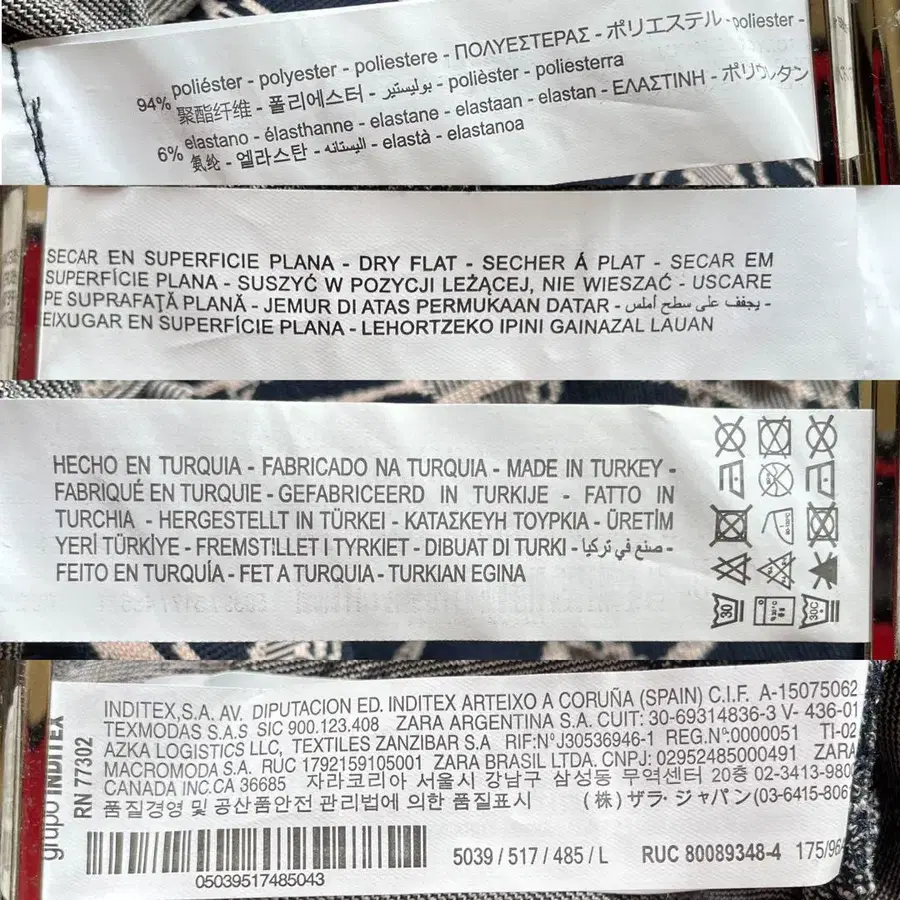 94% poliéster - polyester - poliestere - ΠΟΛΥΕΣΤΕΡΑΣ - ポリエステル - poliester -
聚酯纤维 - 폴리에스터 - بوليستير - polièster - poliesterra
6% elastano - élasthanne - elastane - elastaan - elastan - ΕΛΑΣΤΙΝΗ - ポリウレタン
氨纶 - 엘라스탄 - اليستانه - elastà - elastanoa
SECAR EN SUPERFICIE PLANA - DRY FLAT - SECHER Á PLAT - SECAR EM
SUPERFÍCIE PLANA - SUSZYĆ W POZYCJI LEŻĄCEJ, NIE WIESZAĆ - USCARE
PE SUPRAFAŢĂ PLANĂ - JEMUR DI ATAS PERMUKAAN DATAR - يجفف على سطح أملس -
EIXUGAR EN SUPERFÍCIE PLANA - LEHORTZEKO IPINI GAINAZAL LAUAN
HECHO EN TURQUIA - FABRICADO NA TURQUIA - MADE IN TURKEY -
FABRIQUÉ EN TURQUIE - GEFABRICEERD IN TURKIJE - FATTO IN
TURCHIA - HERGESTELLT IN TÜRKEI - ΚΑΤΑΣΚΕΥΗ ΤΟΥΡΚΙΑ - ÜRETİM
YERİ TÜRKİYE - FREMSTILLET I TYRKIET - DIBUAT DI TURKI - صنع في تركيا -
FEITO EN TURQUÍA - FET A TURQUIA - TURKIAN EGINA
30
30C
grupo INDITEX
RN 77302
INDITEX,S.A. AV. DIPUTACION ED. INDITEX ARTEIXO A CORUÑA (SPAIN) C.I.F. A-15075062
TEXMODAS S.A.S SIC 900.123.408 ZARA ARGENTINA S.A. CUIT: 30-69314836-3 V- 436-01
AZKA LOGISTICS LLC, TEXTILES ZANZIBAR S.A RIF:Nº J30536946-1 REG.Nª.0000051 TI-02
MACROMODA S.A. RUC 1792159105001 ZARA BRASIL LTDA. CNPJ: 02952485000491 ZARA
CANADA INC.CA 36685 자라코리아 서울시 강남구 삼성동 무역센터 20층 02-3413-980
품질경영 및 공산품안전 관리법에 의한 품질표시 (株) ザラ・ジャパン (03-6415-806
05039517485043
5039 / 517 / 485 / L RUC 80089348-4 175/96